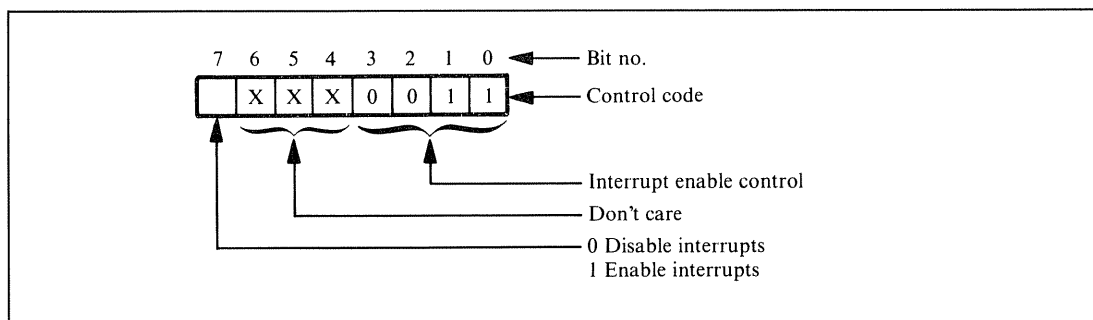 7 6 5 4 3 2 1 0 Bit no.
X X X 0 0 1 1 Control code
Interrupt enable control
Don't care
0 Disable interrupts
1 Enable interrupts